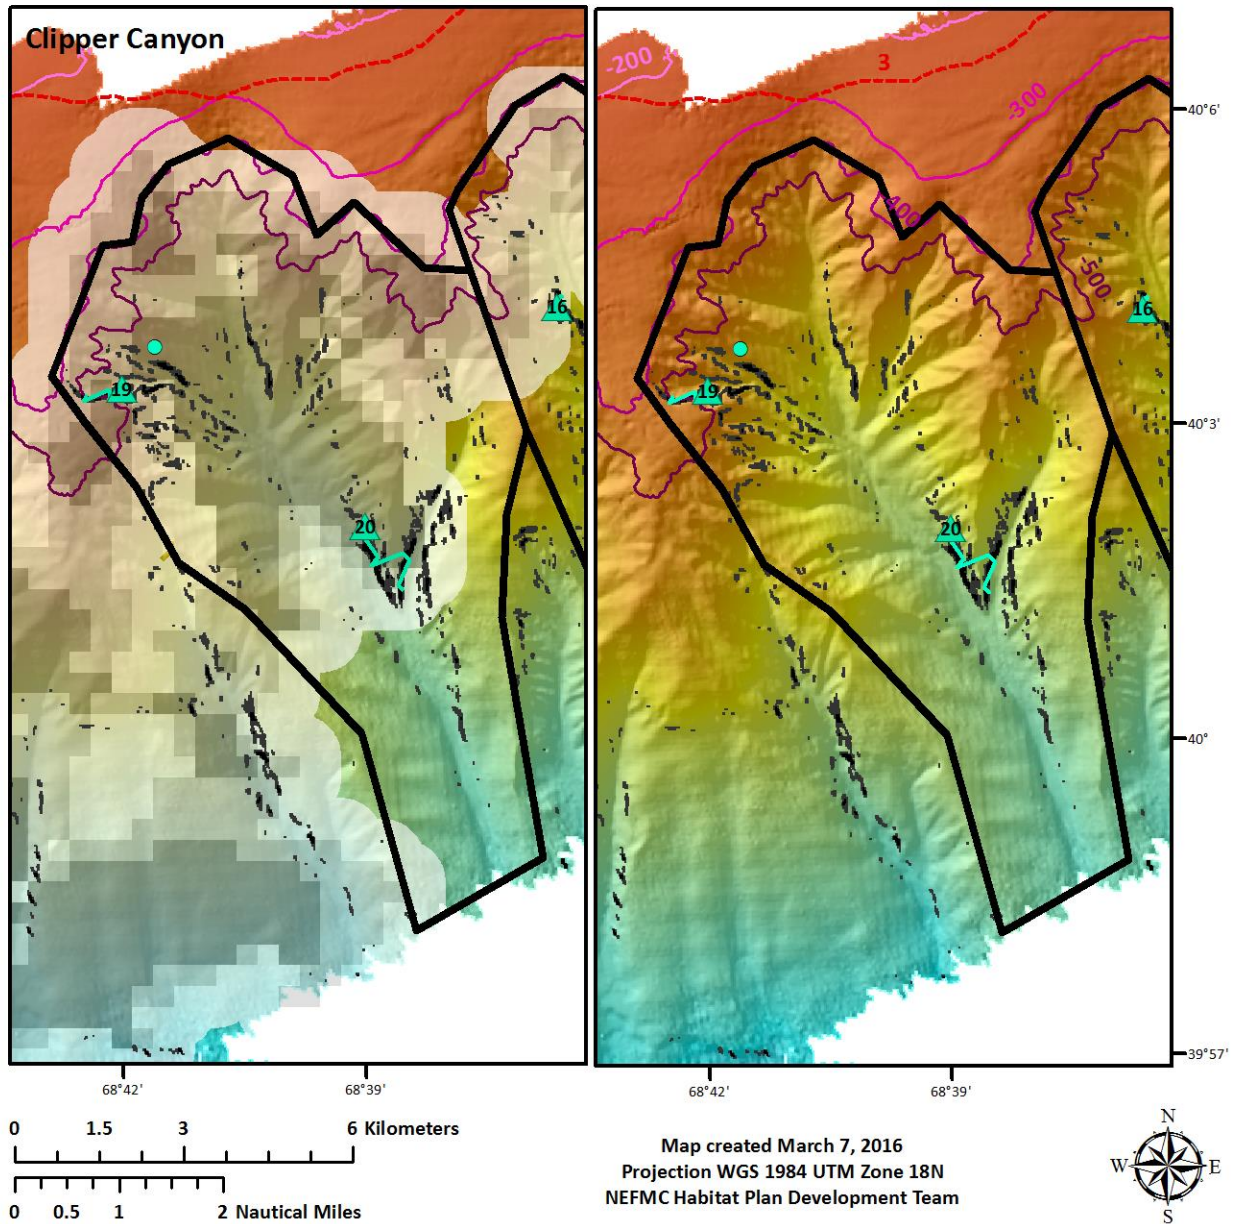 Clipper Canyon
-200
3
-300
-400
-500
40°6'
16
16
19
19
40°3'
20
20
40°
39°57'
68°42'
68°39'
68°42'
68°39'
0 1.5 3 6 Kilometers
0 0.5 1 2 Nautical Miles
Map created March 7, 2016
Projection WGS 1984 UTM Zone 18N
NEFMC Habitat Plan Development Team
N
W E
S